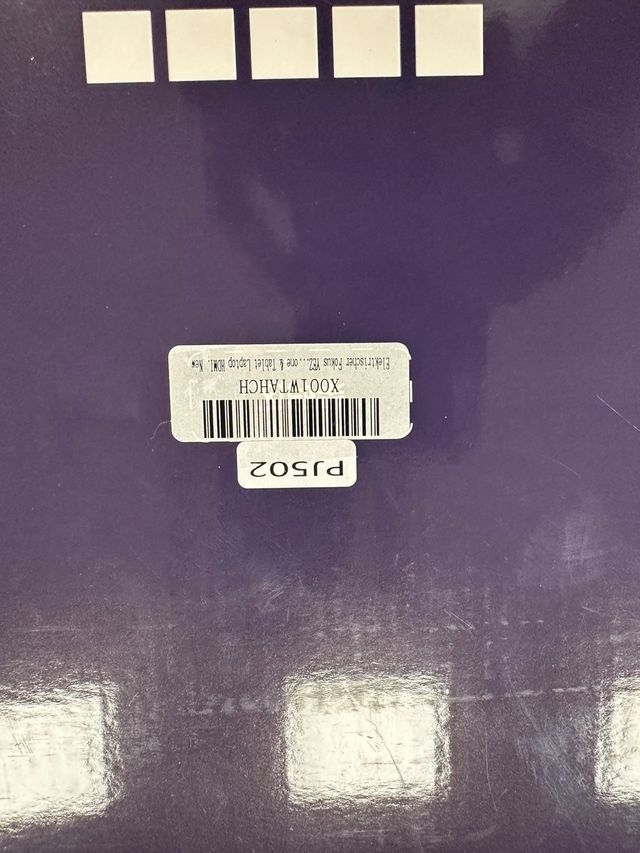 PJ502
X001WTAHCH
Elektrischer Fokus YEZ...one & Tablet Laptop HDMI. New